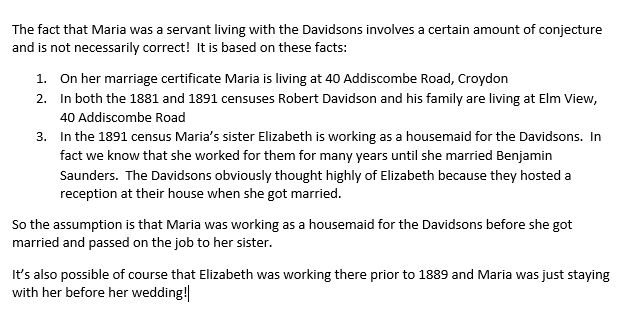 The fact that Maria was a servant living with the Davidsons involves a certain amount of conjecture
and is not necessarily correct!  It is based on these facts:
1. On her marriage certificate Maria is living at 40 Addiscombe Road, Croydon
2. In both the 1881 and 1891 censuses Robert Davidson and his family are living at Elm View,
40 Addiscombe Road
3. In the 1891 census Maria’s sister Elizabeth is working as a housemaid for the Davidsons.  In
fact we know that she worked for them for many years until she married Benjamin
Saunders.  The Davidsons obviously thought highly of Elizabeth because they hosted a
reception at their house when she got married.
So the assumption is that Maria was working as a housemaid for the Davidsons before she got
married and passed on the job to her sister.
It’s also possible of course that Elizabeth was working there prior to 1889 and Maria was just staying
with her before her wedding!